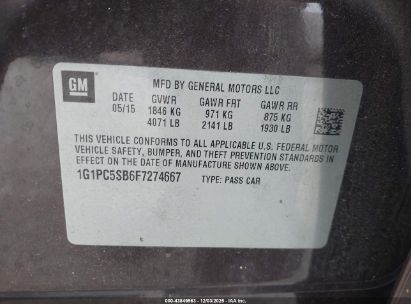 GM
MFD BY GENERAL MOTORS LLC
DATE GVWR GAWR FRT GAWR RR
05/15 1846 KG 971 KG 875 KG
4071 LB 2141 LB 1930 LB
THIS VEHICLE CONFORMS TO ALL APPLICABLE U.S. FEDERAL MOTOR
VEHICLE SAFETY, BUMPER, AND THEFT PREVENTION STANDARDS IN
EFFECT ON THE DATE OF MANUFACTURE SHOWN ABOVE.
1G1PC5SB6F7274667 TYPE: PASS CAR